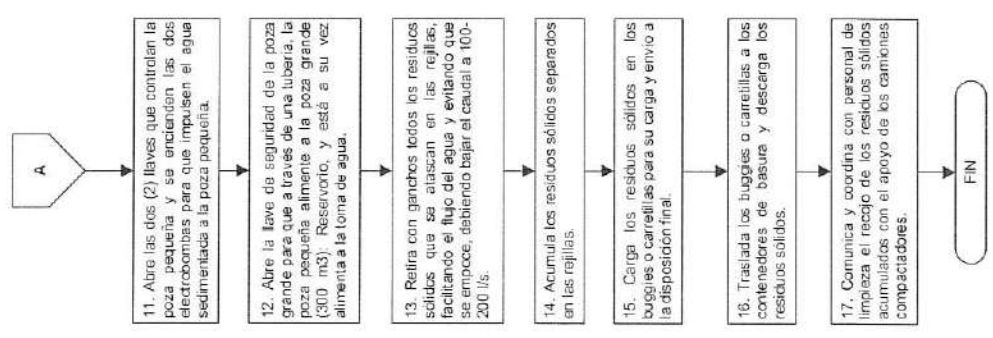 A
11. Abre las dos (2) llaves que controlan la
poza pequeña y se encienden las dos
electrobombas para que impulsen el agua
sedimentada a la poza pequeña.
12. Abre la llave de seguridad de la poza
grande para que a través de una tubería, la
poza pequeña alimente a la poza grande
(300 m3): Reservorio, y está a su vez
alimenta a la toma de agua.
13. Retira con ganchos todos los residuos
sólidos que se atascan en las rejillas,
facilitando el flujo del agua y evitando que
se empoce, debiendo bajar el caudal a 100-
200 l/s.
14. Acumula los residuos sólidos separados
en las rejillas.
15. Carga los residuos sólidos en los
buggies o carretillas para su carga y envío a
la disposición final.
16. Traslada los buggies o carretillas a los
contenedores de basura y descarga los
residuos sólidos.
17. Comunica y coordina con personal de
limpieza el recojo de los residuos sólidos
acumulados con el apoyo de los camiones
compactadores.
FIN